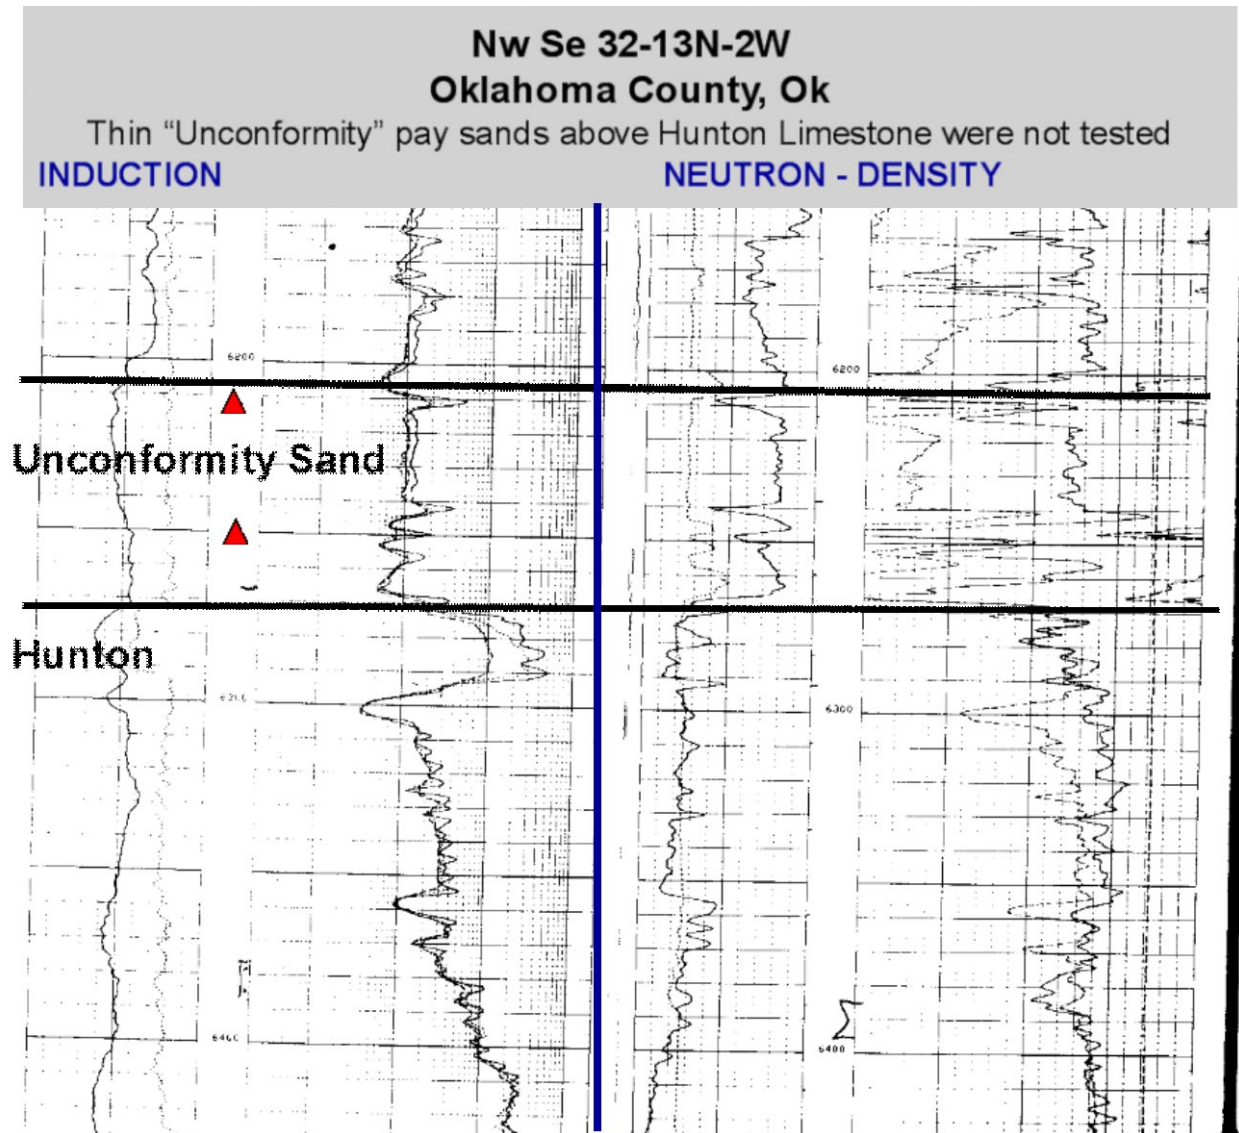 Nw Se 32-13N-2W
Oklahoma County, Ok
Thin “Unconformity” pay sands above Hunton Limestone were not tested
INDUCTION NEUTRON - DENSITY
6200
6200
Unconformity Sand
Hunton
6300
6300
6400
6400